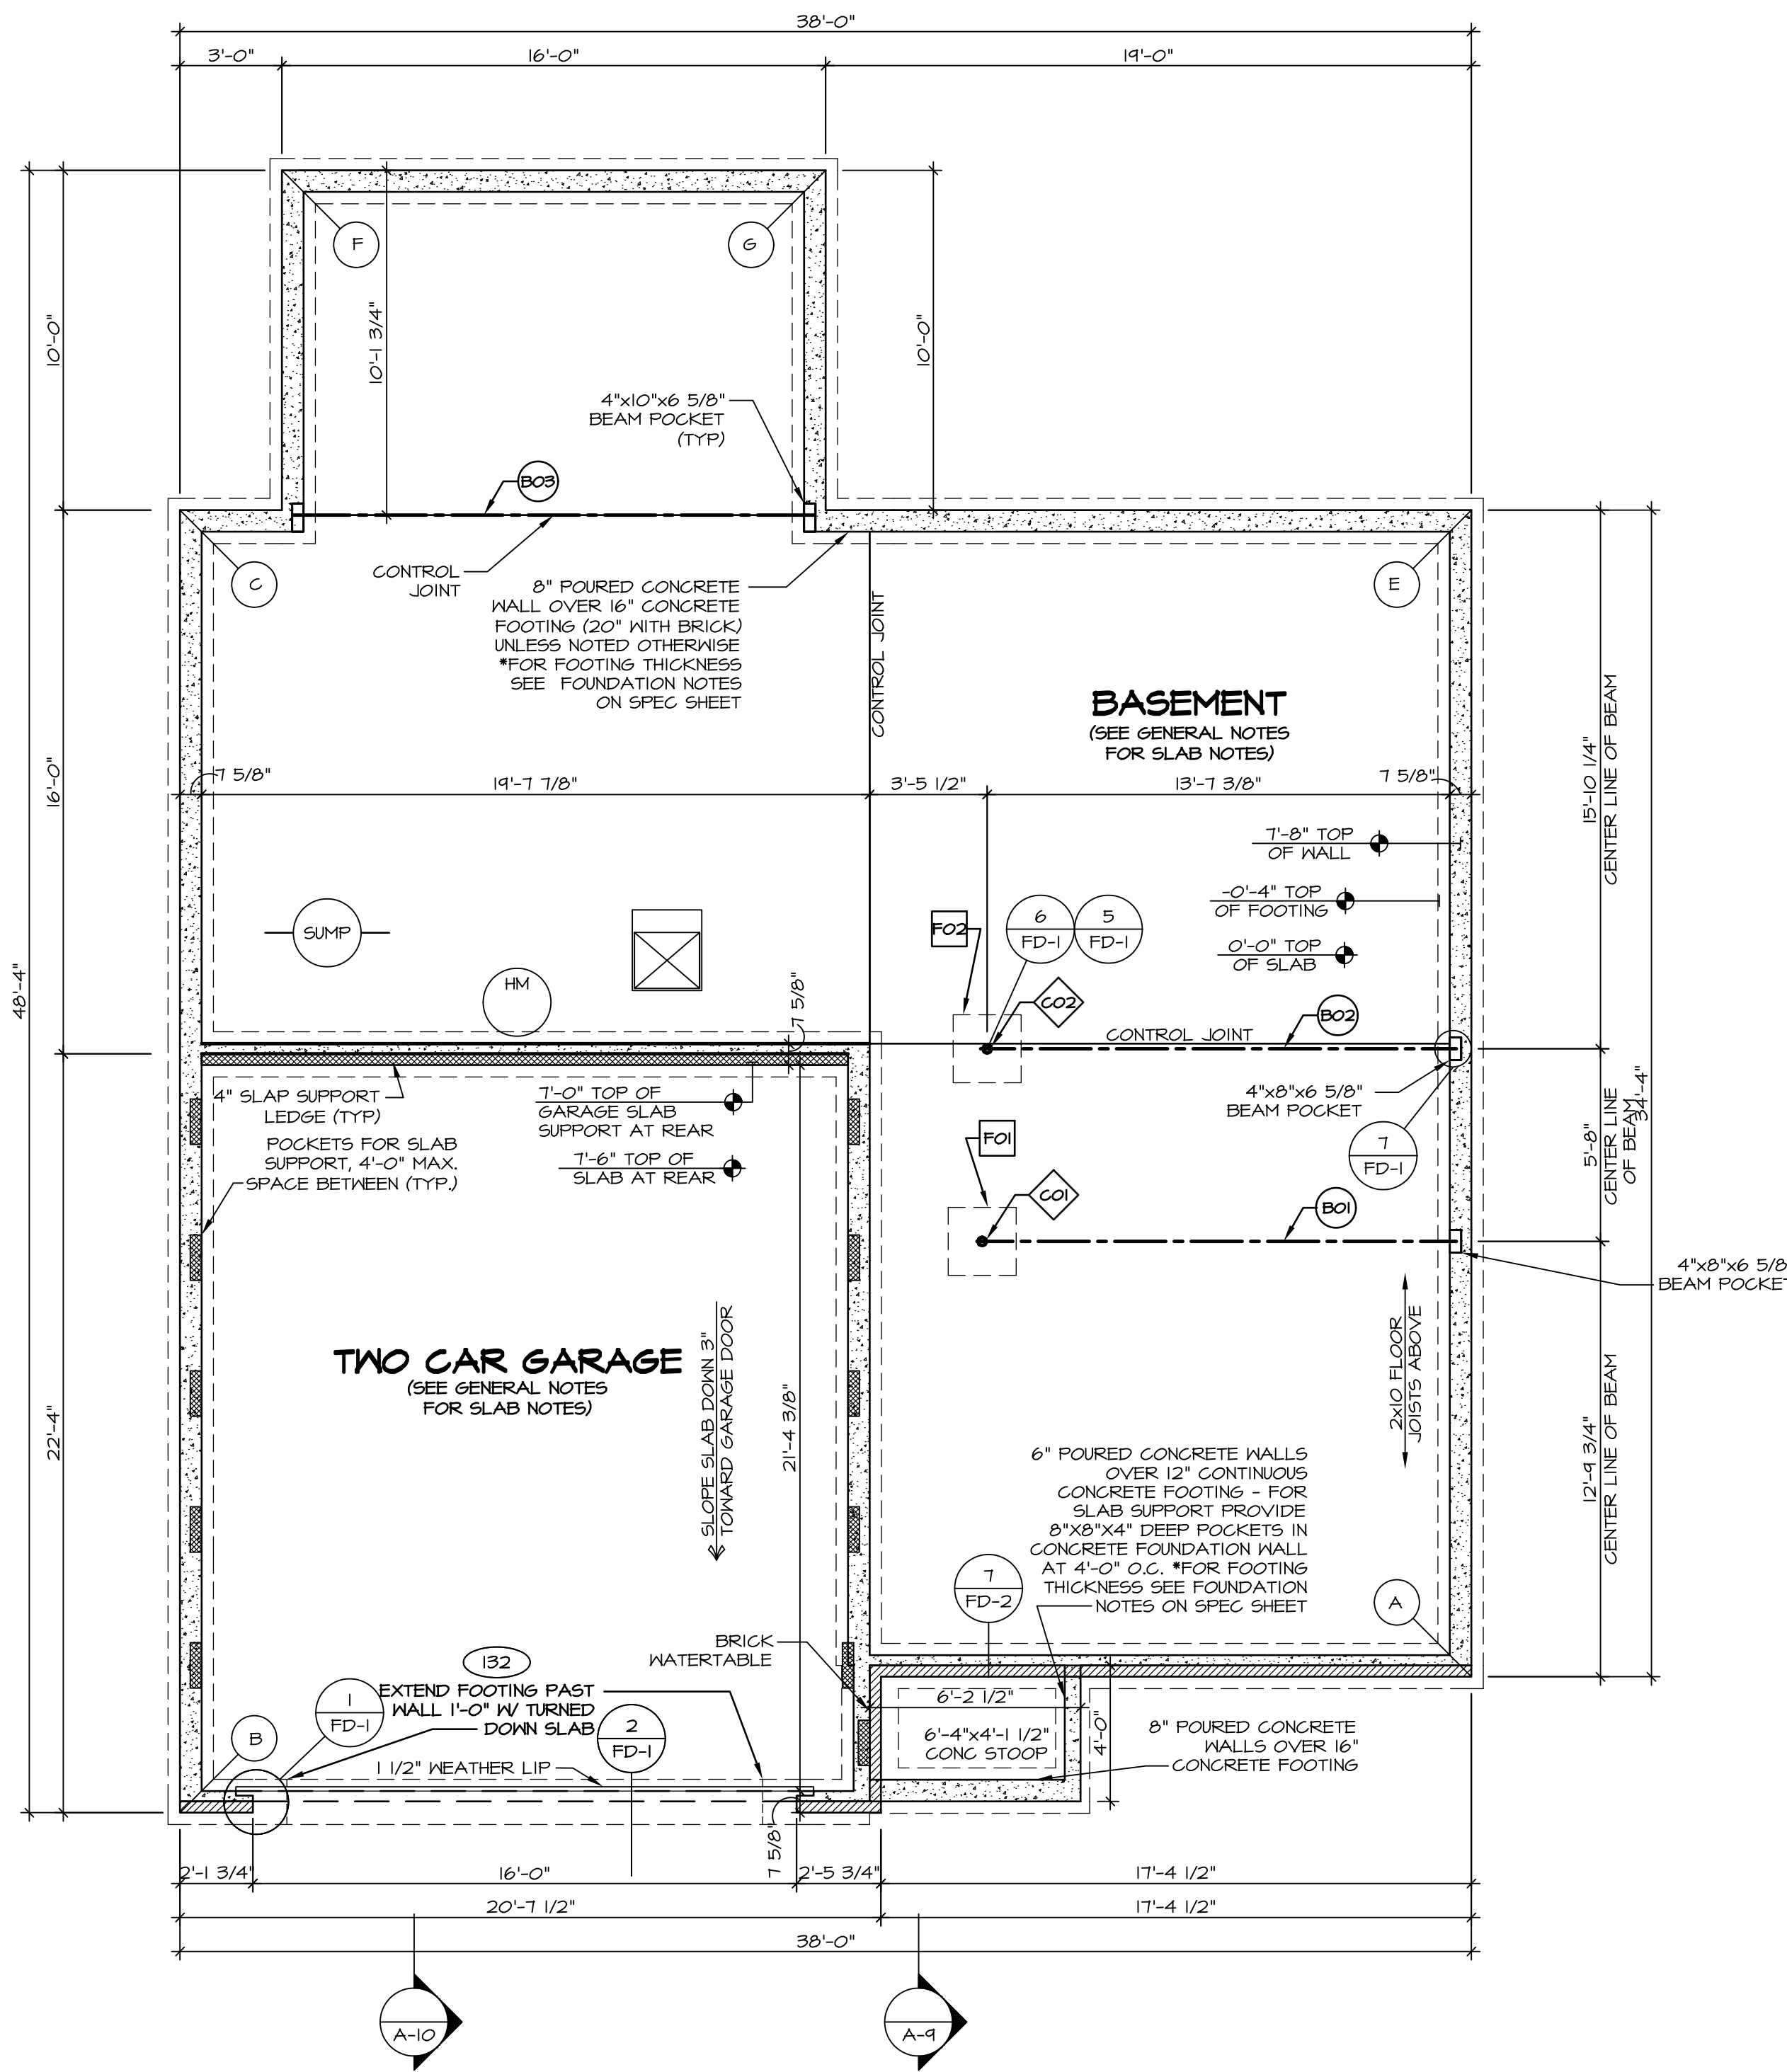 38'-0"
3'-0"
16'-0"
19'-0"
F
G
10'-0"
10'-1 3/4"
10'-0"
4"x10"x6 5/8"
BEAM POCKET
(TYP)
B03
C
E
CONTROL
JOINT
8" POURED CONCRETE
WALL OVER 16" CONCRETE
FOOTING (20" WITH BRICK)
UNLESS NOTED OTHERWISE
*FOR FOOTING THICKNESS
SEE FOUNDATION NOTES
ON SPEC SHEET
CONTROL JOINT
BASEMENT
(SEE GENERAL NOTES
FOR SLAB NOTES)
15'-10 1/4"
CENTER LINE OF BEAM
16'-0"
7 5/8"
19'-7 7/8"
3'-5 1/2"
13'-7 3/8"
7 5/8"
7'-8" TOP
OF WALL
-0'-4" TOP
OF FOOTING
0'-0" TOP
OF SLAB
SUMP
HM
F02
6
FD-1
5
FD-1
48'-4"
7 5/8"
C02
B02
CONTROL JOINT
4"x8"x6 5/8"
BEAM POCKET
7
FD-1
34'-4"
5'-8"
CENTER LINE
OF BEAM
4" SLAP SUPPORT
LEDGE (TYP)
7'-0" TOP OF
GARAGE SLAB
SUPPORT AT REAR
POCKETS FOR SLAB
SUPPORT, 4'-0" MAX.
SPACE BETWEEN (TYP.)
7'-6" TOP OF
SLAB AT REAR
F01
C01
B01
4"x8"x6 5/8
BEAM POCKET
TWO CAR GARAGE
(SEE GENERAL NOTES
FOR SLAB NOTES)
22'-4"
SLOPE SLAB DOWN 3"
TOWARD GARAGE DOOR
21'-4 3/8"
2x10 FLOOR
JOISTS ABOVE
12'-9 3/4"
CENTER LINE OF BEAM
6" POURED CONCRETE WALLS
OVER 12" CONTINUOUS
CONCRETE FOOTING - FOR
SLAB SUPPORT PROVIDE
8"X8"X4" DEEP POCKETS IN
CONCRETE FOUNDATION WALL
AT 4'-0" O.C. *FOR FOOTING
THICKNESS SEE FOUNDATION
NOTES ON SPEC SHEET
7
FD-2
A
BRICK
WATERTABLE
132
EXTEND FOOTING PAST
WALL 1'-0" W/ TURNED
DOWN SLAB
1
FD-1
2
FD-1
B
1 1/2" WEATHER LIP
6'-2 1/2"
6'-4"x4'-1 1/2"
CONC STOOP
4'-0"
8" POURED CONCRETE
WALLS OVER 16"
CONCRETE FOOTING
7 5/8"
2'-1 3/4"
16'-0"
2'-5 3/4"
17'-4 1/2"
20'-7 1/2"
17'-4 1/2"
38'-0"
A-10
A-9